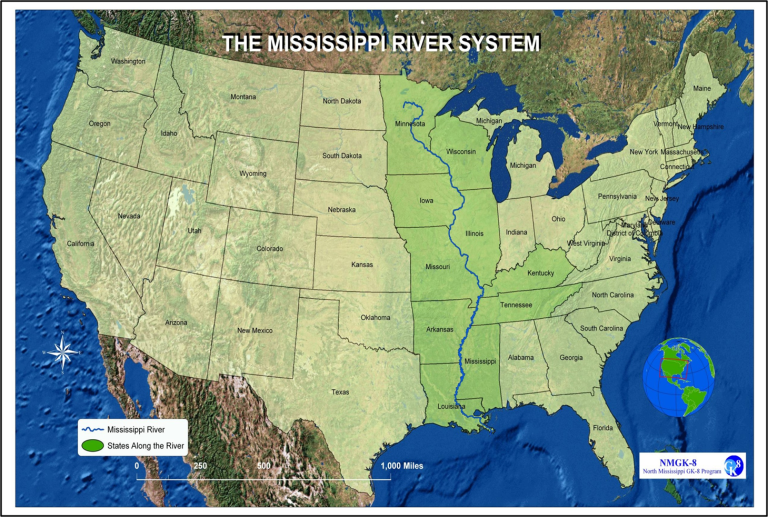 THE MISSISSIPPI RIVER SYSTEM
Washington
Montana
North Dakota
Minnesota
Michigan
Maine
Oregon
Idaho
South Dakota
Wisconsin
Michigan
Vermont
New Hampshire
New York
Massachusetts
Connecticut
Wyoming
Nebraska
Iowa
Pennsylvania
New Jersey
Nevada
Utah
Colorado
Illinois
Indiana
Ohio
Maryland
Delaware
District of Columbia
West Virginia
Virginia
California
Kansas
Missouri
Kentucky
Arizona
New Mexico
Oklahoma
Arkansas
Tennessee
North Carolina
South Carolina
Texas
Louisiana
Mississippi
Alabama
Georgia
Florida
Mississippi River
States Along the River
0 250 500 1,000 Miles
NMGK-8
North Mississippi GK-8 Program
K8